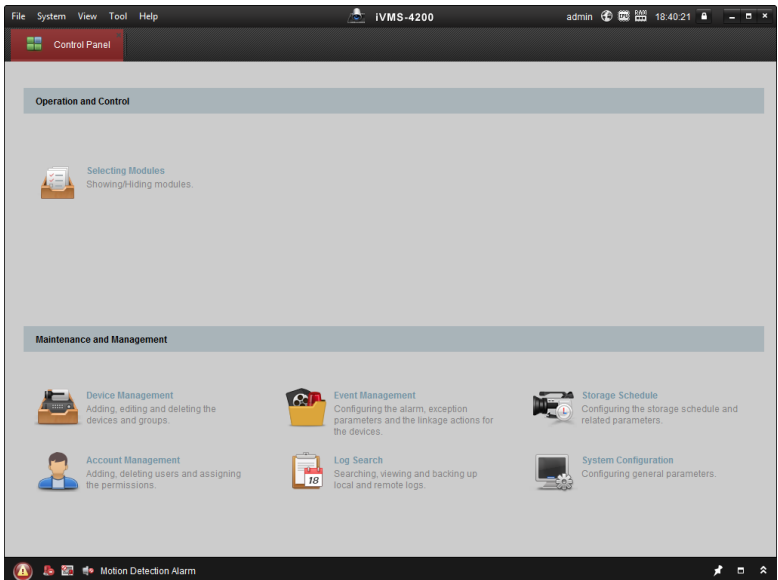 File System View Tool Help iVMS-4200 admin CPU RAM 18:40:21
Control Panel
Operation and Control
Selecting Modules
Showing/Hiding modules.
Maintenance and Management
Device Management
Adding, editing and deleting the
devices and groups.
Event Management
Configuring the alarm, exception
parameters and the linkage actions for
the devices.
Storage Schedule
Configuring the storage schedule and
related parameters.
Account Management
Adding, deleting users and assigning
the permissions.
Log Search
Searching, viewing and backing up
local and remote logs.
18
System Configuration
Configuring general parameters.
Motion Detection Alarm